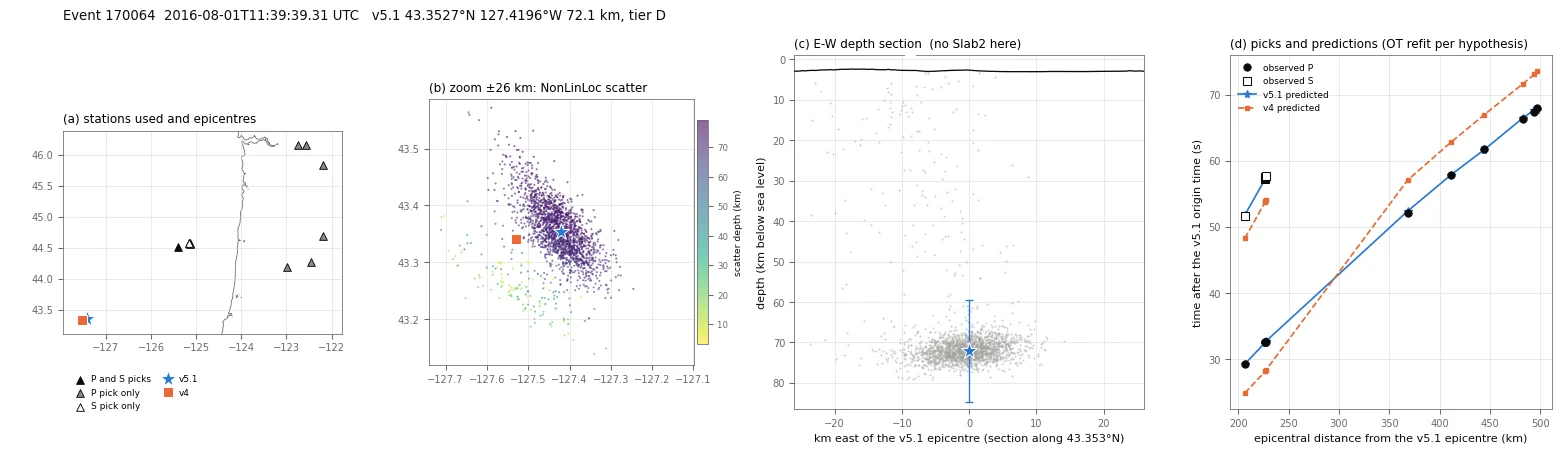 Event 170064  2016-08-01T11:39:39.31 UTC   v5.1 43.3527°N 127.4196°W 72.1 km, tier D
(a) stations used and epicentres
46.0
45.5
45.0
44.5
44.0
43.5
−127
−126
−125
−124
−123
−122
P and S picks
P pick only
S pick only
v5.1
v4
(b) zoom ±26 km: NonLinLoc scatter
43.5
43.4
43.3
43.2
−127.7
−127.6
−127.5
−127.4
−127.3
−127.2
−127.1
70
60
50
40
30
20
10
scatter depth (km)
(c) E-W depth section  (no Slab2 here)
0
10
20
30
40
50
60
70
80
depth (km below sea level)
−20
−10
0
10
20
km east of the v5.1 epicentre (section along 43.353°N)
(d) picks and predictions (OT refit per hypothesis)
observed P
observed S
v5.1 predicted
v4 predicted
70
60
50
40
30
time after the v5.1 origin time (s)
200
250
300
350
400
450
500
epicentral distance from the v5.1 epicentre (km)